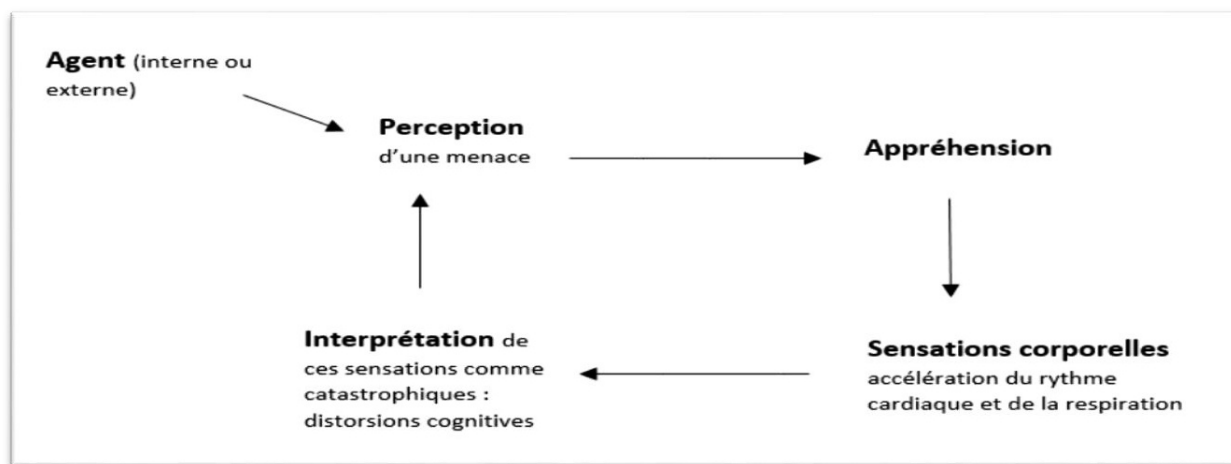 Agent (interne ou
externe)
Perception
d'une menace
Appréhension
Interprétation de
ces sensations comme
catastrophiques :
distorsions cognitives
Sensations corporelles
accélération du rythme
cardiaque et de la respiration